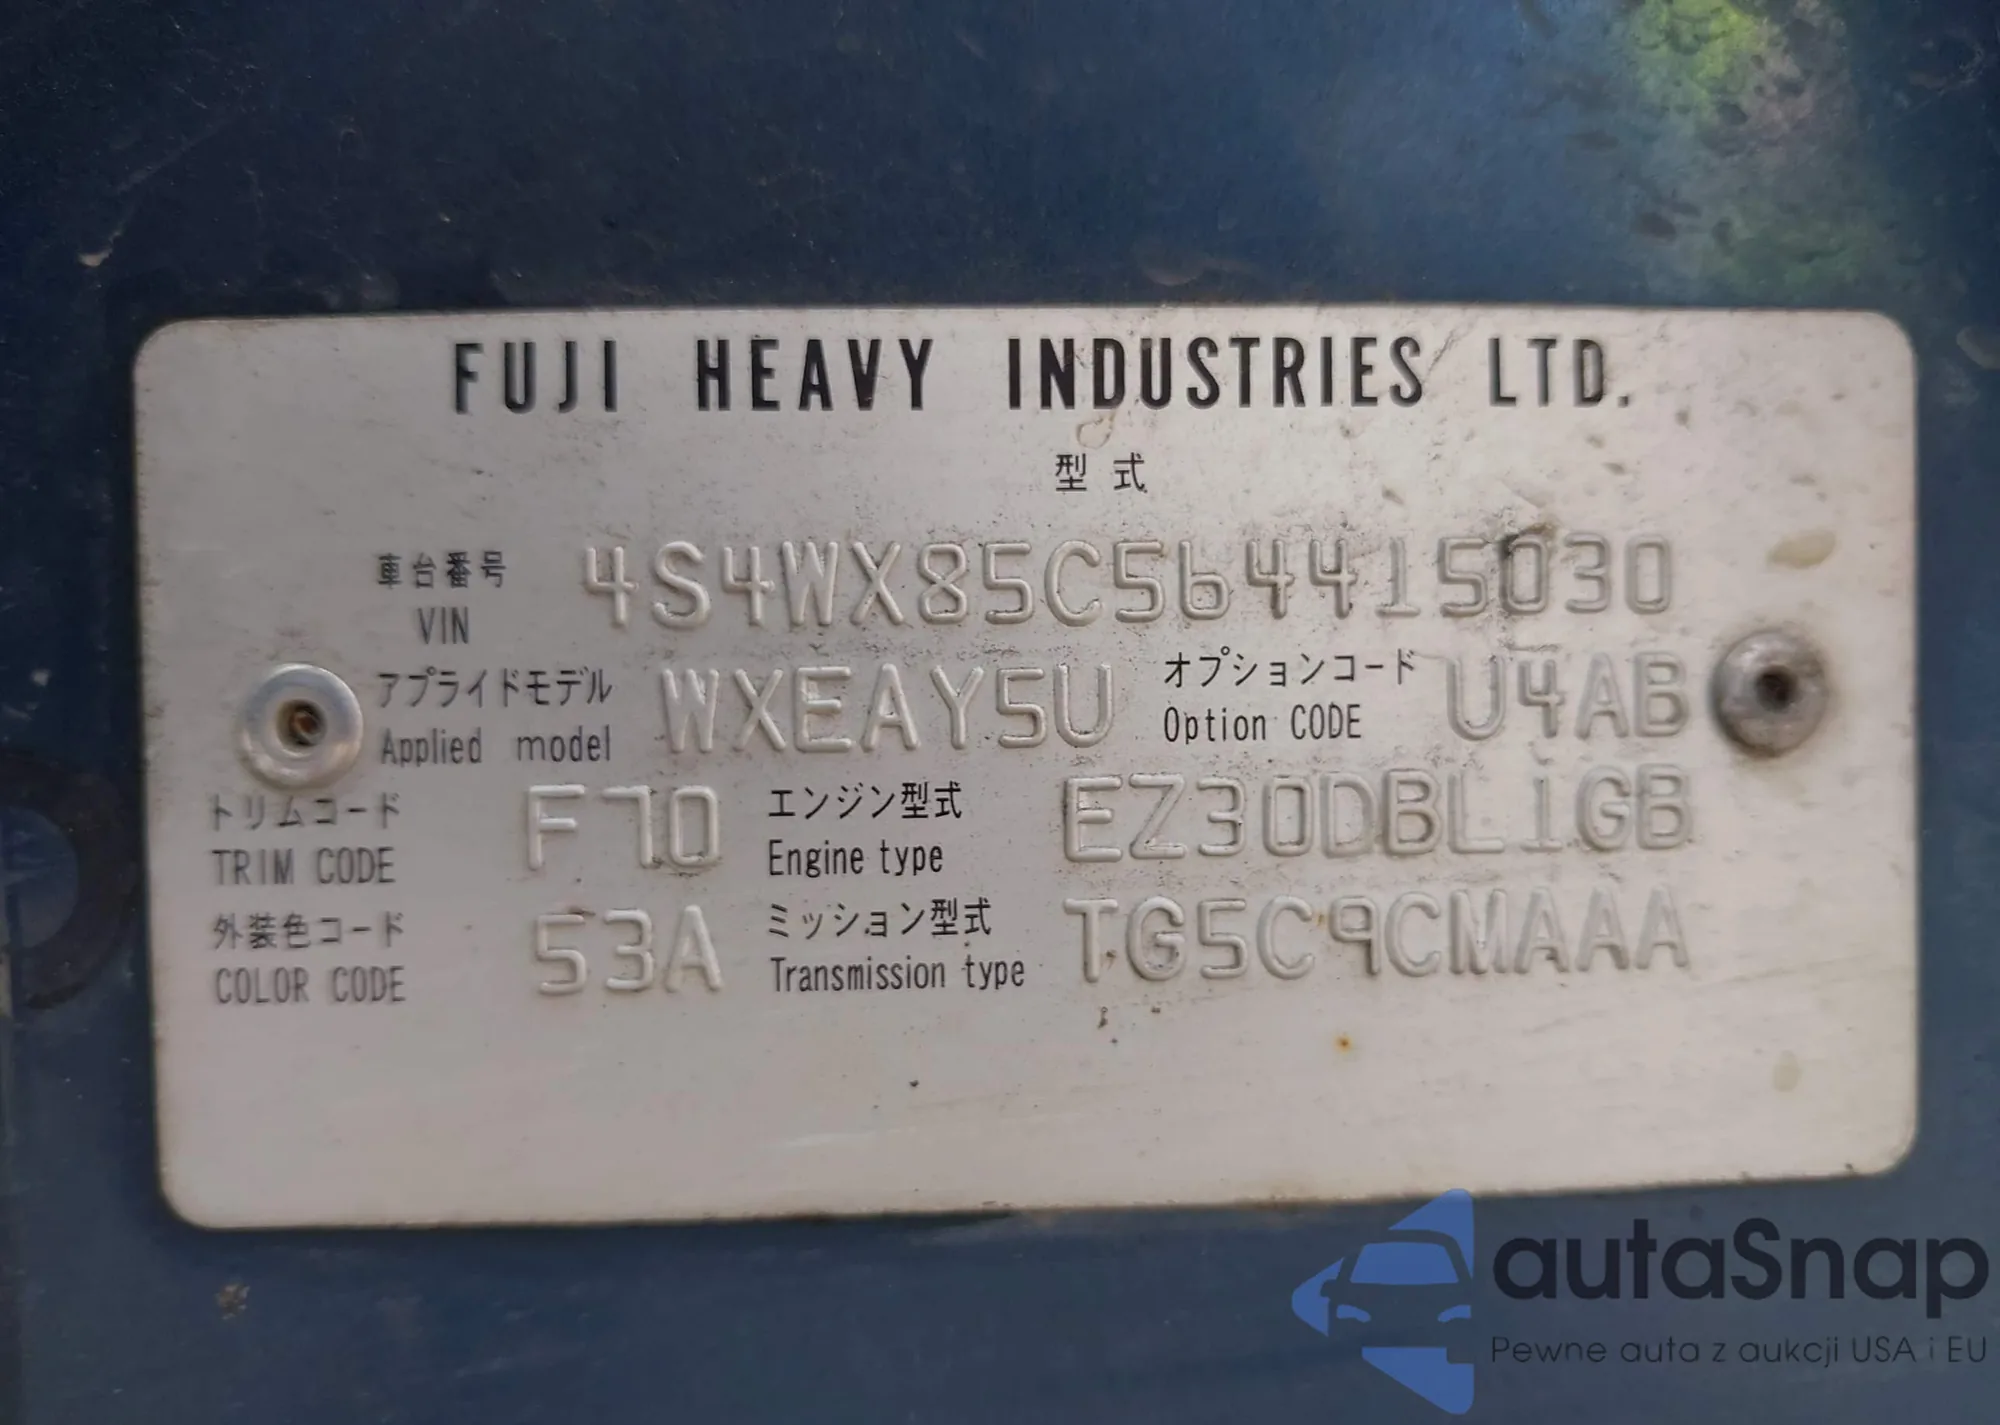 FUJI HEAVY INDUSTRIES LTD.
型式
車台番号
VIN 4S4WX85C564415030
アプライドモデル
Applied model WXEAY5U
オプションコード
Option CODE U4AB
トリムコード
TRIM CODE F70
エンジン型式
Engine type EZ30DBL1GB
外装色コード
COLOR CODE 53A
ミッション型式
Transmission type TG5C9CMAAA
autaSnap
Pewne auta z aukcji USA i EU